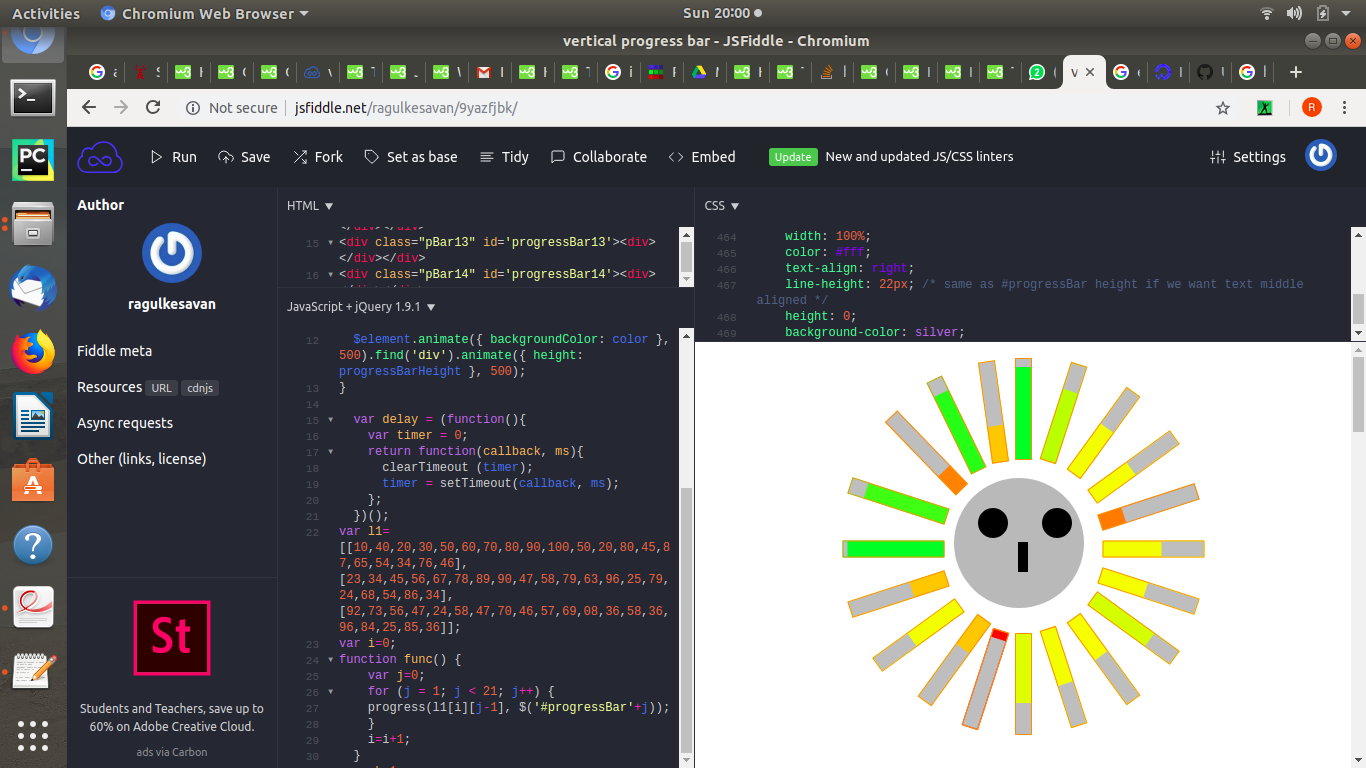 Activities
Chromium Web Browser
Sun 20:00
vertical progress bar - JSFiddle - Chromium
Not secure
jsfiddle.net/ragulkesavan/9yazfjbk/
R
Run
Save
Fork
Set as base
Tidy
Collaborate
Embed
Update
New and updated JS/CSS linters
Settings
Author
ragulkesavan
Fiddle meta
Resources URL cdnjs
Async requests
Other (links, license)
St
Students and Teachers, save up to
60% on Adobe Creative Cloud.
ads via Carbon
HTML
15 <div class="pBar13" id='progressBar13'><div>
</div></div>
16 <div class="pBar14" id='progressBar14'><div>
JavaScript + jQuery 1.9.1
12 $element.animate({ backgroundColor: color },
500).find('div').animate({ height:
progressBarHeight }, 500);
13 }
14
15 var delay = (function(){
16 var timer = 0;
17 return function(callback, ms){
18 clearTimeout (timer);
19 timer = setTimeout(callback, ms);
20 };
21 })();
22 var l1=
[[10,40,20,30,50,60,70,80,90,100,50,20,80,45,8
7,65,54,34,76,46],
[23,34,45,56,67,78,89,90,47,58,79,63,96,25,79,
24,68,54,86,34],
[92,73,56,47,24,58,47,70,46,57,69,08,36,58,36,
96,84,25,85,36]];
23 var i=0;
24 function func() {
25 var j=0;
26 for (j = 1; j < 21; j++) {
27 progress(l1[i][j-1], $('#progressBar'+j));
28 }
29 i=i+1;
30 }
CSS
464 width: 100%;
465 color: #fff;
466 text-align: right;
467 line-height: 22px; /* same as #progressBar height if we want text middle
aligned */
468 height: 0;
469 background-color: silver;